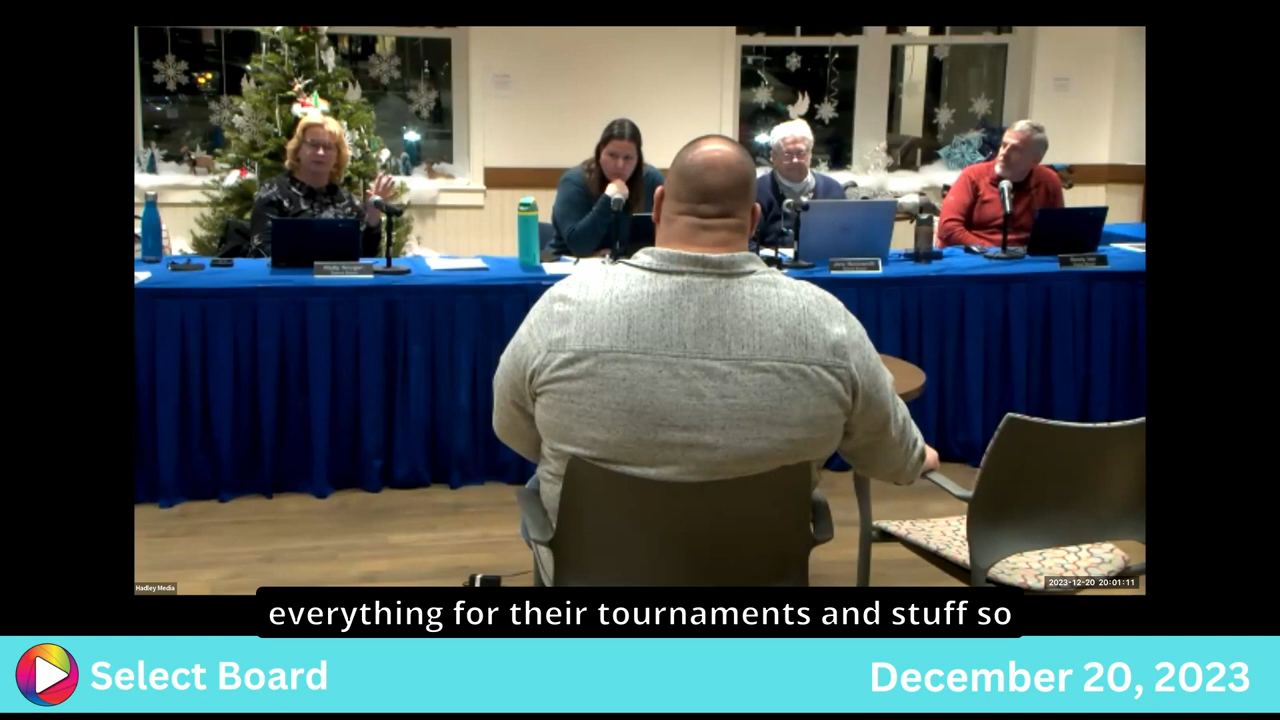 Hadley Media
2023-12-20 20:01:11
everything for their tournaments and stuff so
Select Board
December 20, 2023